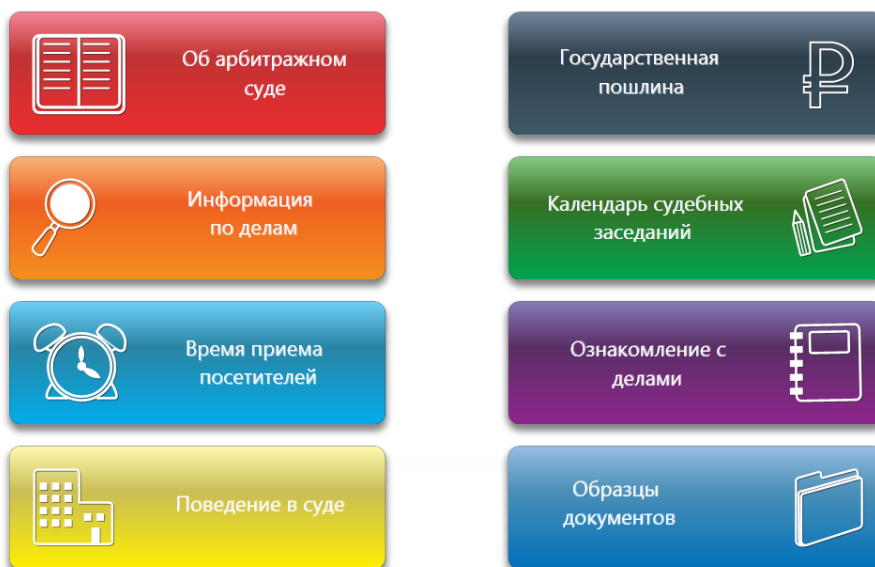 Об арбитражном
суде
Государственная
пошлина
Информация
по делам
Календарь судебных
заседаний
Время приема
посетителей
Ознакомление с
делами
Поведение в суде
Образцы
документов